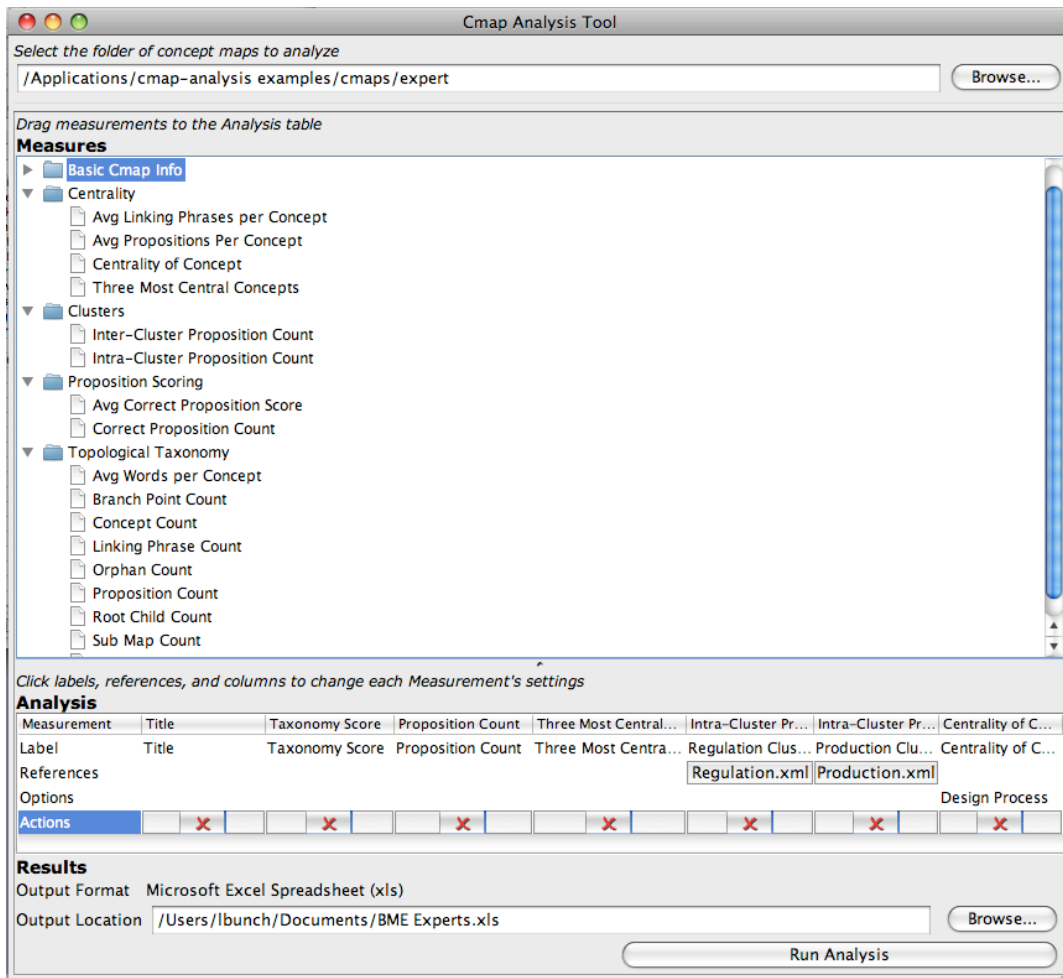 Cmap Analysis Tool
Select the folder of concept maps to analyze
/Applications/cmap-analysis examples/cmaps/expert Browse...
Drag measurements to the Analysis table
Measures
Basic Cmap Info
Centrality
Avg Linking Phrases per Concept
Avg Propositions Per Concept
Centrality of Concept
Three Most Central Concepts
Clusters
Inter-Cluster Proposition Count
Intra-Cluster Proposition Count
Proposition Scoring
Avg Correct Proposition Score
Correct Proposition Count
Topological Taxonomy
Avg Words per Concept
Branch Point Count
Concept Count
Linking Phrase Count
Orphan Count
Proposition Count
Root Child Count
Sub Map Count
Click labels, references, and columns to change each Measurement's settings
Analysis
Measurement Title Taxonomy Score Proposition Count Three Most Central... Intra-Cluster Pr... Intra-Cluster Pr... Centrality of C...
Label Title Taxonomy Score Proposition Count Three Most Centra... Regulation Clus... Production Clu... Centrality of C...
References Regulation.xml Production.xml
Options Design Process
Actions
Results
Output Format Microsoft Excel Spreadsheet (xls)
Output Location /Users/lbunch/Documents/BME Experts.xls Browse...
Run Analysis